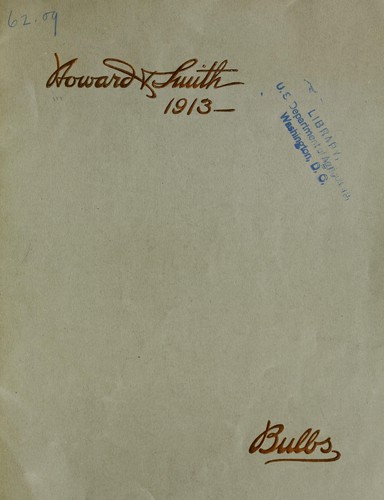 62.09
Howard & Smith
1913-
LIBRARY
U. S. Department of Agriculture
Washington, D. C.
Bulbs